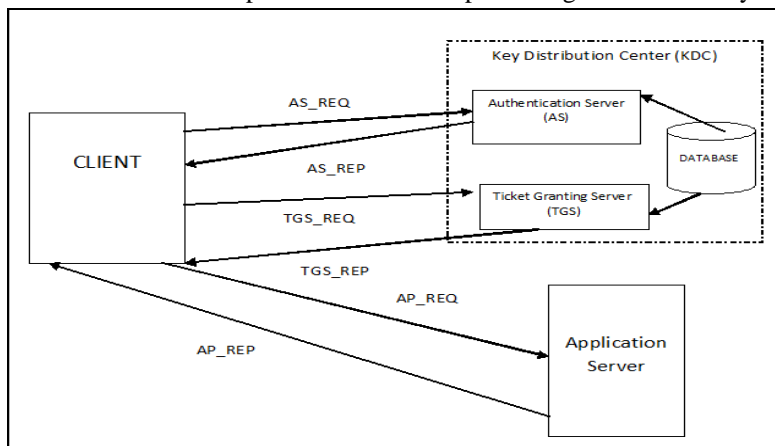 Key Distribution Center (KDC)
AS_REQ
Authentication Server
(AS)
CLIENT
DATABASE
AS_REP
Ticket Granting Server
(TGS)
TGS_REQ
TGS_REP
AP_REQ
AP_REP
Application
Server